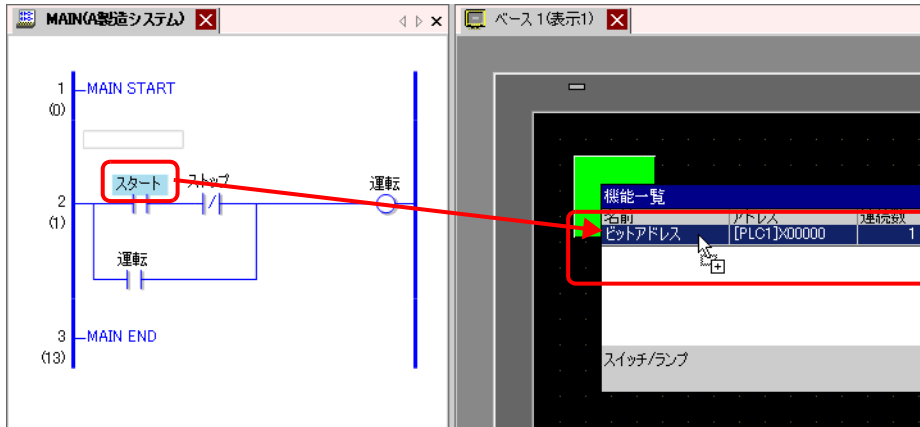 MAIN(A製造システム)
ベース1(表示1)
1 MAIN START
(0)
スタート ストップ 運転
2
(1)
運転
3 MAIN END
(13)
機能一覧
名前 アドレス 連続数
ビットアドレス [PLC1]X00000 1
スイッチ/ランプ